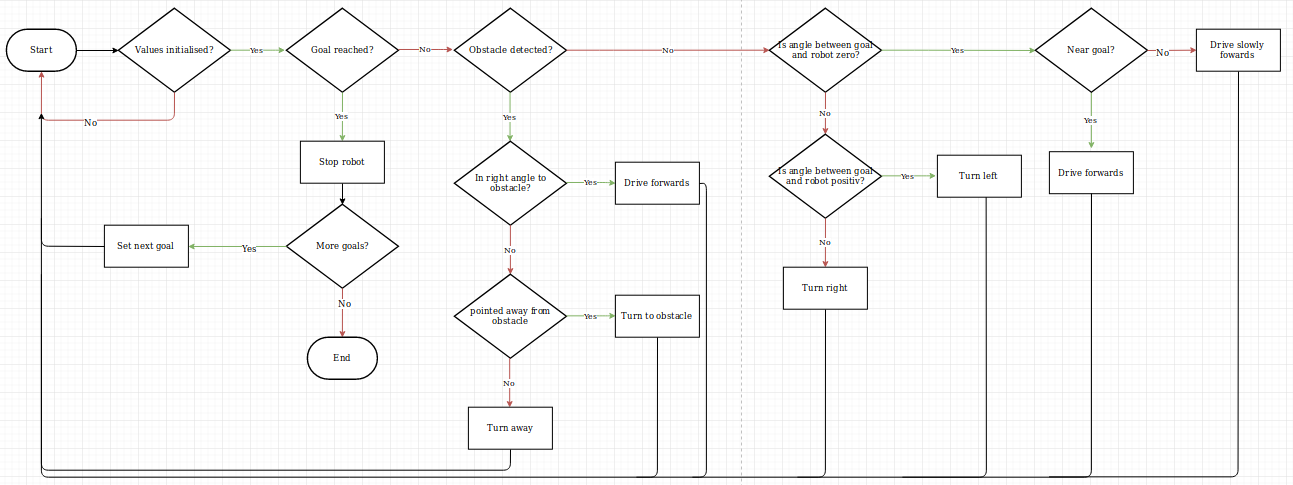 Start
Values initialised?
Yes
Goal reached?
No
Obstacle detected?
No
Is angle between goal
and robot zero?
Yes
Near goal?
No
Drive slowly
fowards
No
Yes
Yes
No
Yes
Stop robot
In right angle to
obstacle?
Yes
Drive forwards
Is angle between goal
and robot positiv?
Yes
Turn left
Drive forwards
Set next goal
Yes
More goals?
No
No
Turn right
No
pointed away from
obstacle
Yes
Turn to obstacle
End
No
Turn away